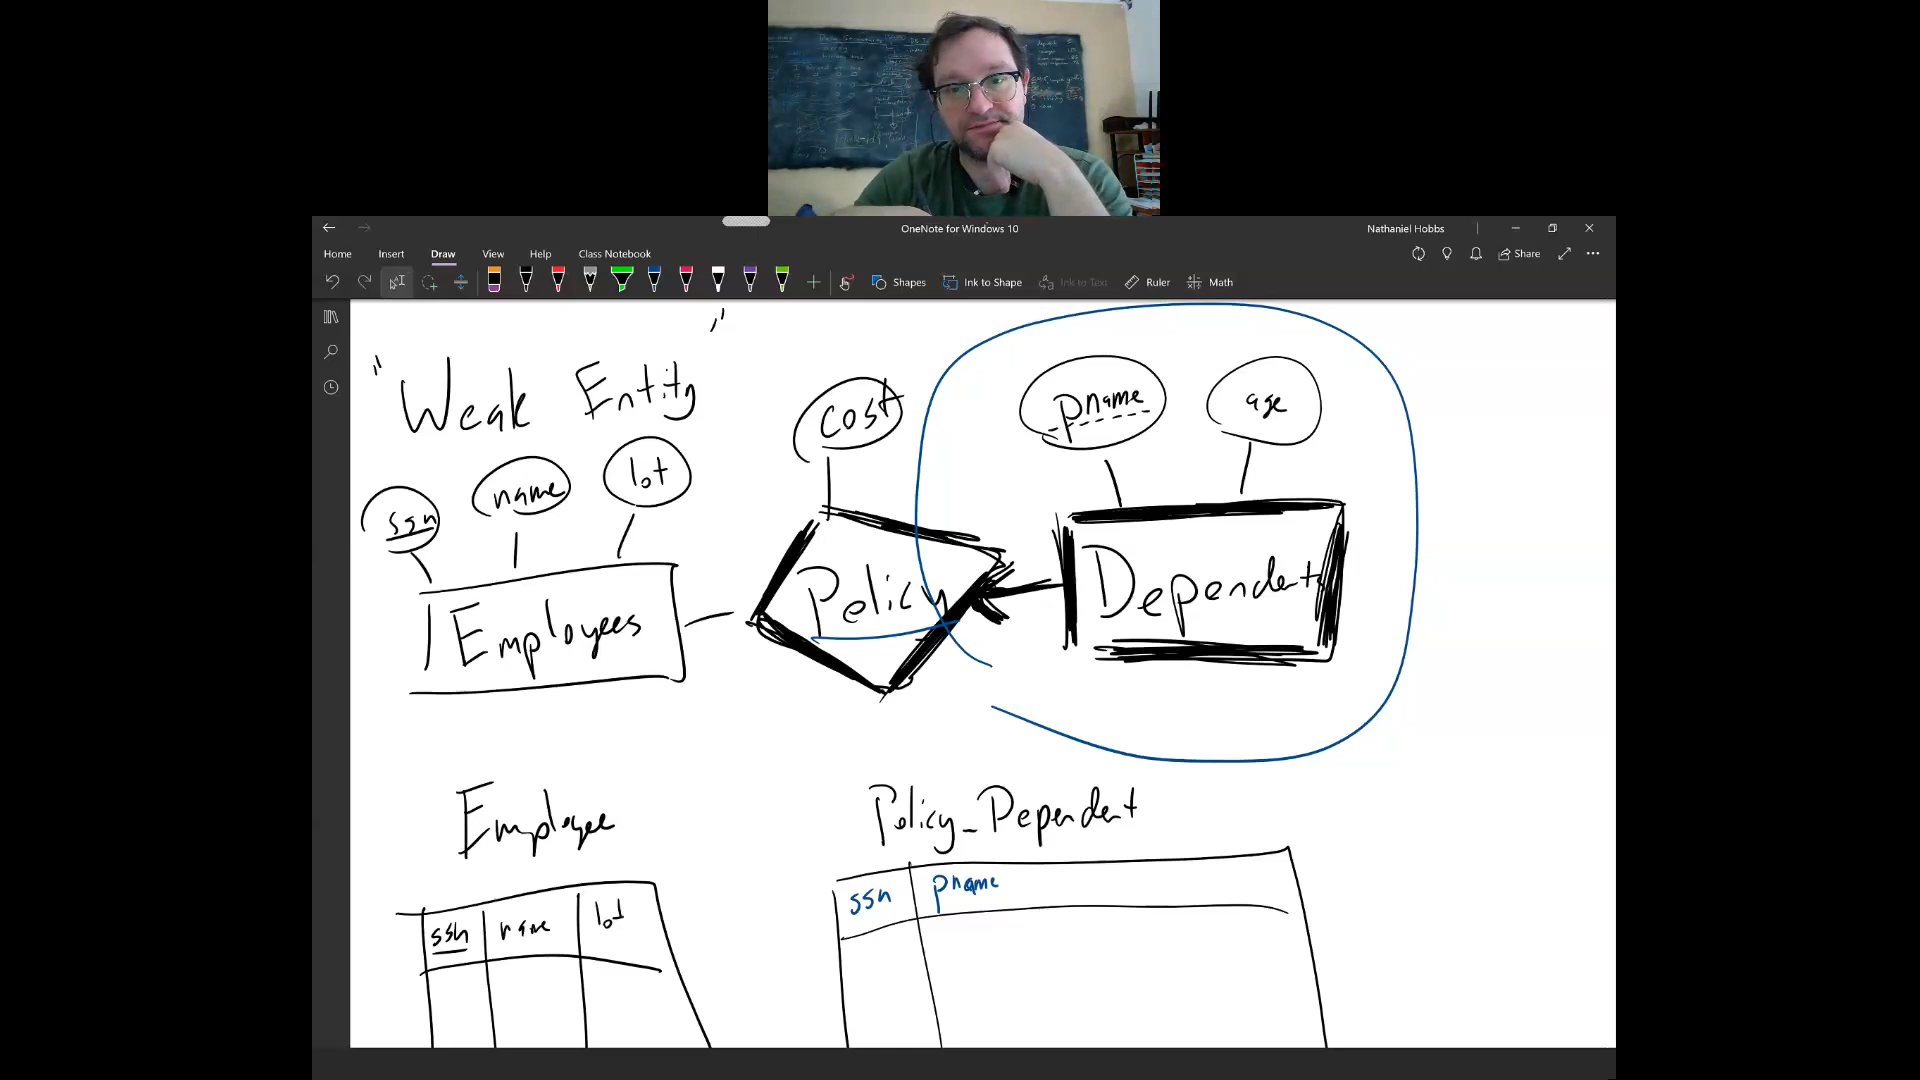 OneNote for Windows 10
Nathaniel Hobbs
Home Insert Draw View Help Class Notebook
Share
Shapes Ink to Shape Ink to Text Ruler Math
"Weak Entity"
cost
pname
age
ssn
name
lot
Employees
Policy
Dependents
Employee
Policy_Dependent
ssn name lot
ssn pname